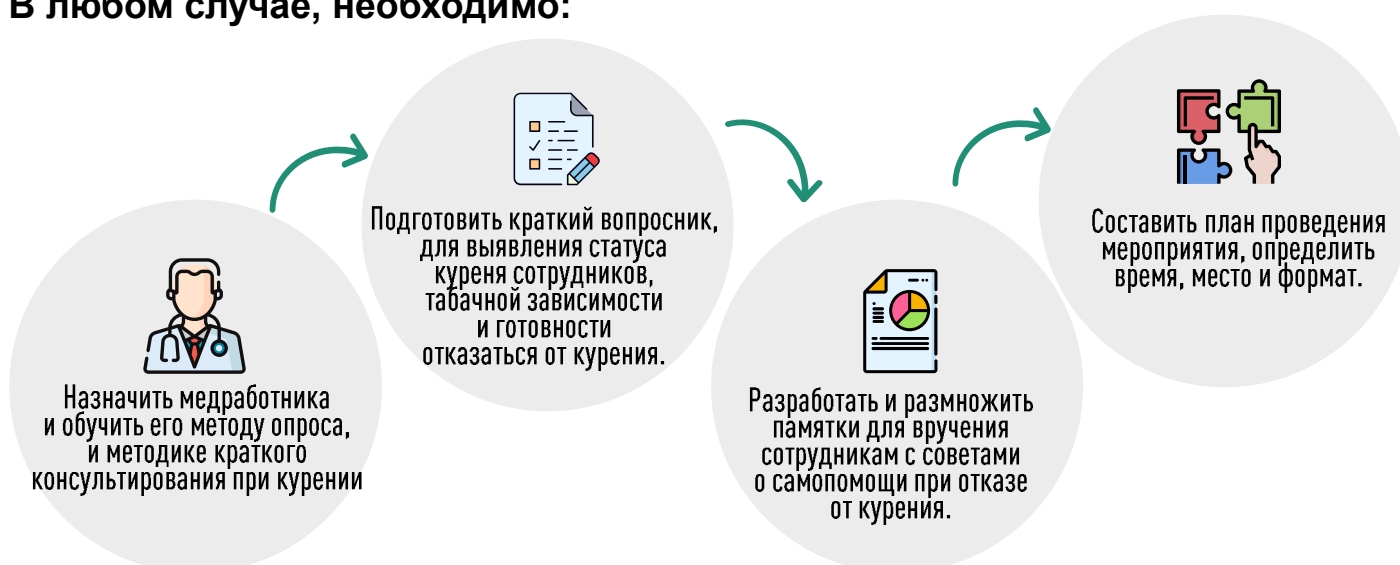 В любом случае, необходимо:
Назначить медработника
и обучить его методу опроса,
и методике краткого
консультирования при курении
Подготовить краткий вопросник,
для выявления статуса
куреня сотрудников,
табачной зависимости
и готовности
отказаться от курения.
Разработать и размножить
памятки для вручения
сотрудникам с советами
о самопомощи при отказе
от курения.
Составить план проведения
мероприятия, определить
время, место и формат.